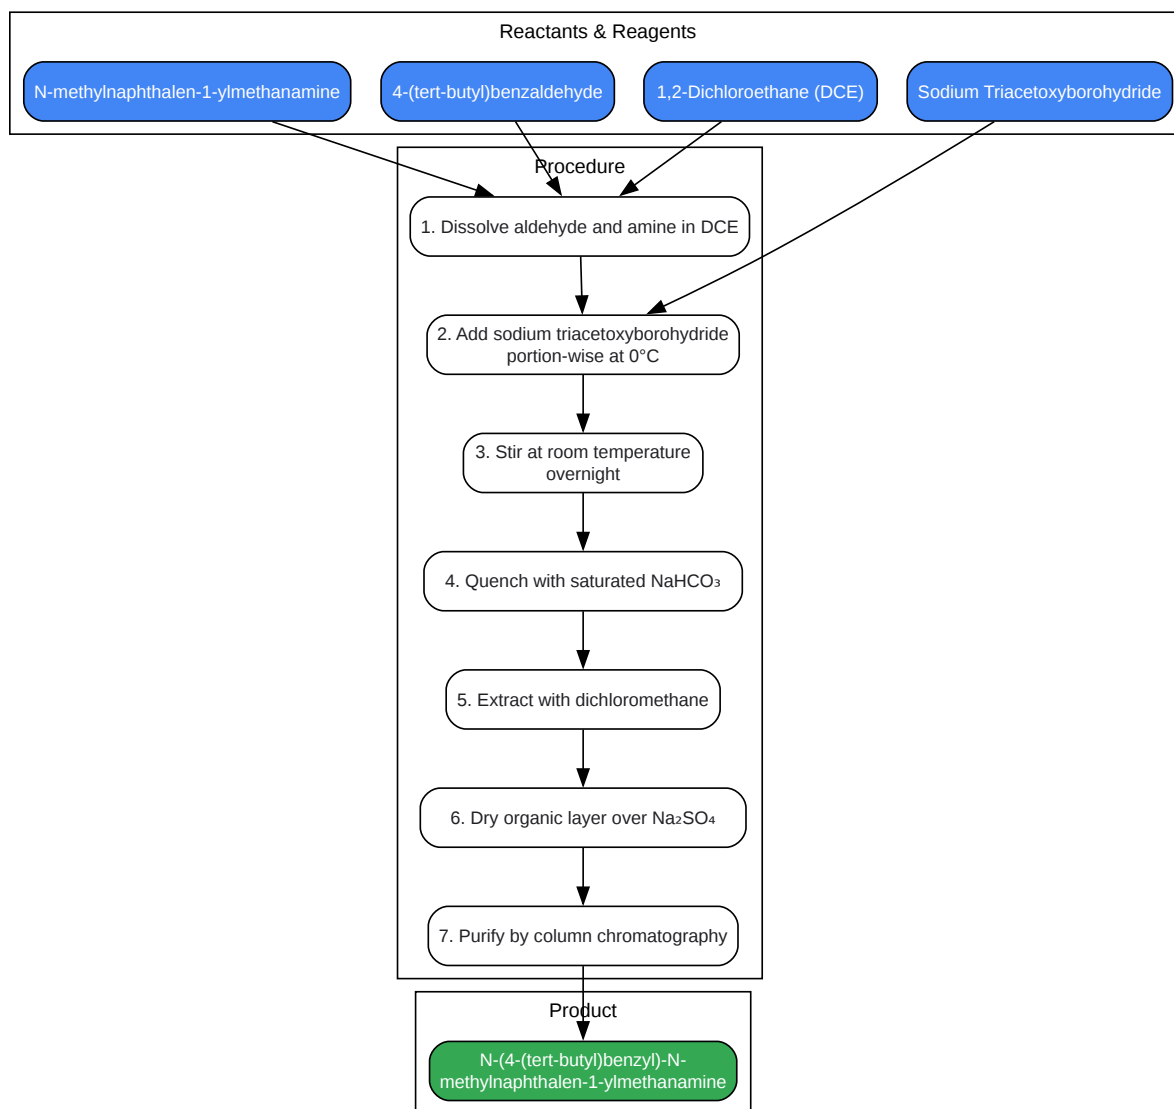 Reactants & Reagents
N-methylnaphthalen-1-ylmethanamine
4-(tert-butyl)benzaldehyde
1,2-Dichloroethane (DCE)
Sodium Triacetoxyborohydride
Procedure
1. Dissolve aldehyde and amine in DCE
2. Add sodium triacetoxyborohydride
portion-wise at 0°C
3. Stir at room temperature
overnight
4. Quench with saturated NaHCO₃
5. Extract with dichloromethane
6. Dry organic layer over Na₂SO₄
7. Purify by column chromatography
Product
N-(4-(tert-butyl)benzyl)-N-
methylnaphthalen-1-ylmethanamine